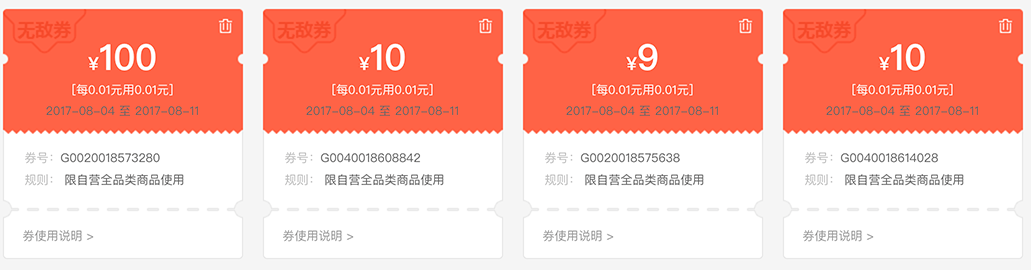 无敌券
¥100
[每0.01元用0.01元]
2017-08-04 至 2017-08-11
券号：G0020018573280
规则： 限自营全品类商品使用
券使用说明 >
无敌券
¥10
[每0.01元用0.01元]
2017-08-04 至 2017-08-11
券号：G0040018608842
规则： 限自营全品类商品使用
券使用说明 >
无敌券
¥9
[每0.01元用0.01元]
2017-08-04 至 2017-08-11
券号：G0020018575638
规则： 限自营全品类商品使用
券使用说明 >
无敌券
¥10
[每0.01元用0.01元]
2017-08-04 至 2017-08-11
券号：G0040018614028
规则： 限自营全品类商品使用
券使用说明 >